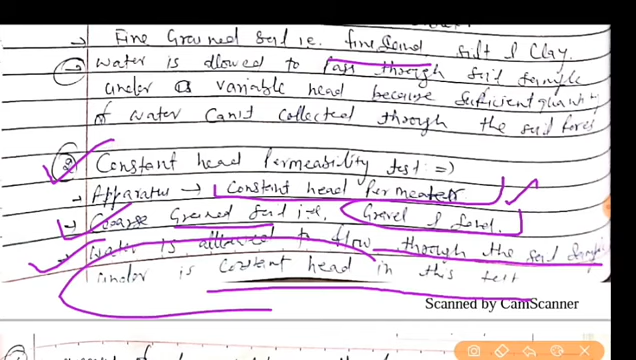 → Fine Grained soil i.e. fine sand silt & Clay.
→ Water is allowed to pass through soil sample
under a variable head because sufficient quantity
of water Can't collected through the soil
② Constant head Permeability test :=)
→ Apparatus → Constant head Permeater
→ Coarse Grained soil i.e. Gravel & Sand.
→ Water is allowed to flow through the soil sample
under is constant head in this test
Scanned by CamScanner